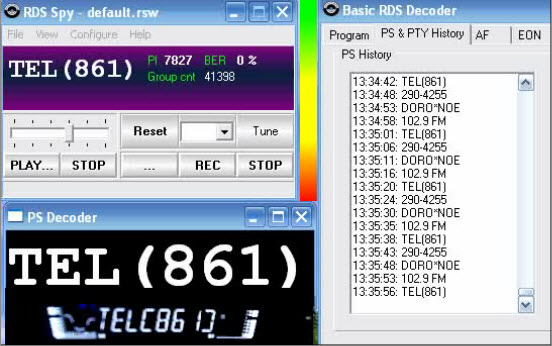 RDS Spy - default.rsw
File View Configure Help
TEL(861)
PI 7827 BER 0 %
Group cnt 41398
Reset
Tune
PLAY...
STOP
...
REC
STOP
PS Decoder
TEL(861)
TELC861]
Basic RDS Decoder
Program
PS & PTY History
AF
EON
PS History
13:34:42: TEL(861)
13:34:48: 290-4255
13:34:53: DORO*NOE
13:34:58: 102.9 FM
13:35:01: TEL(861)
13:35:06: 290-4255
13:35:11: DORO*NOE
13:35:16: 102.9 FM
13:35:20: TEL(861)
13:35:24: 290-4255
13:35:30: DORO*NOE
13:35:35: 102.9 FM
13:35:38: TEL(861)
13:35:43: 290-4255
13:35:48: DORO*NOE
13:35:53: 102.9 FM
13:35:56: TEL(861)